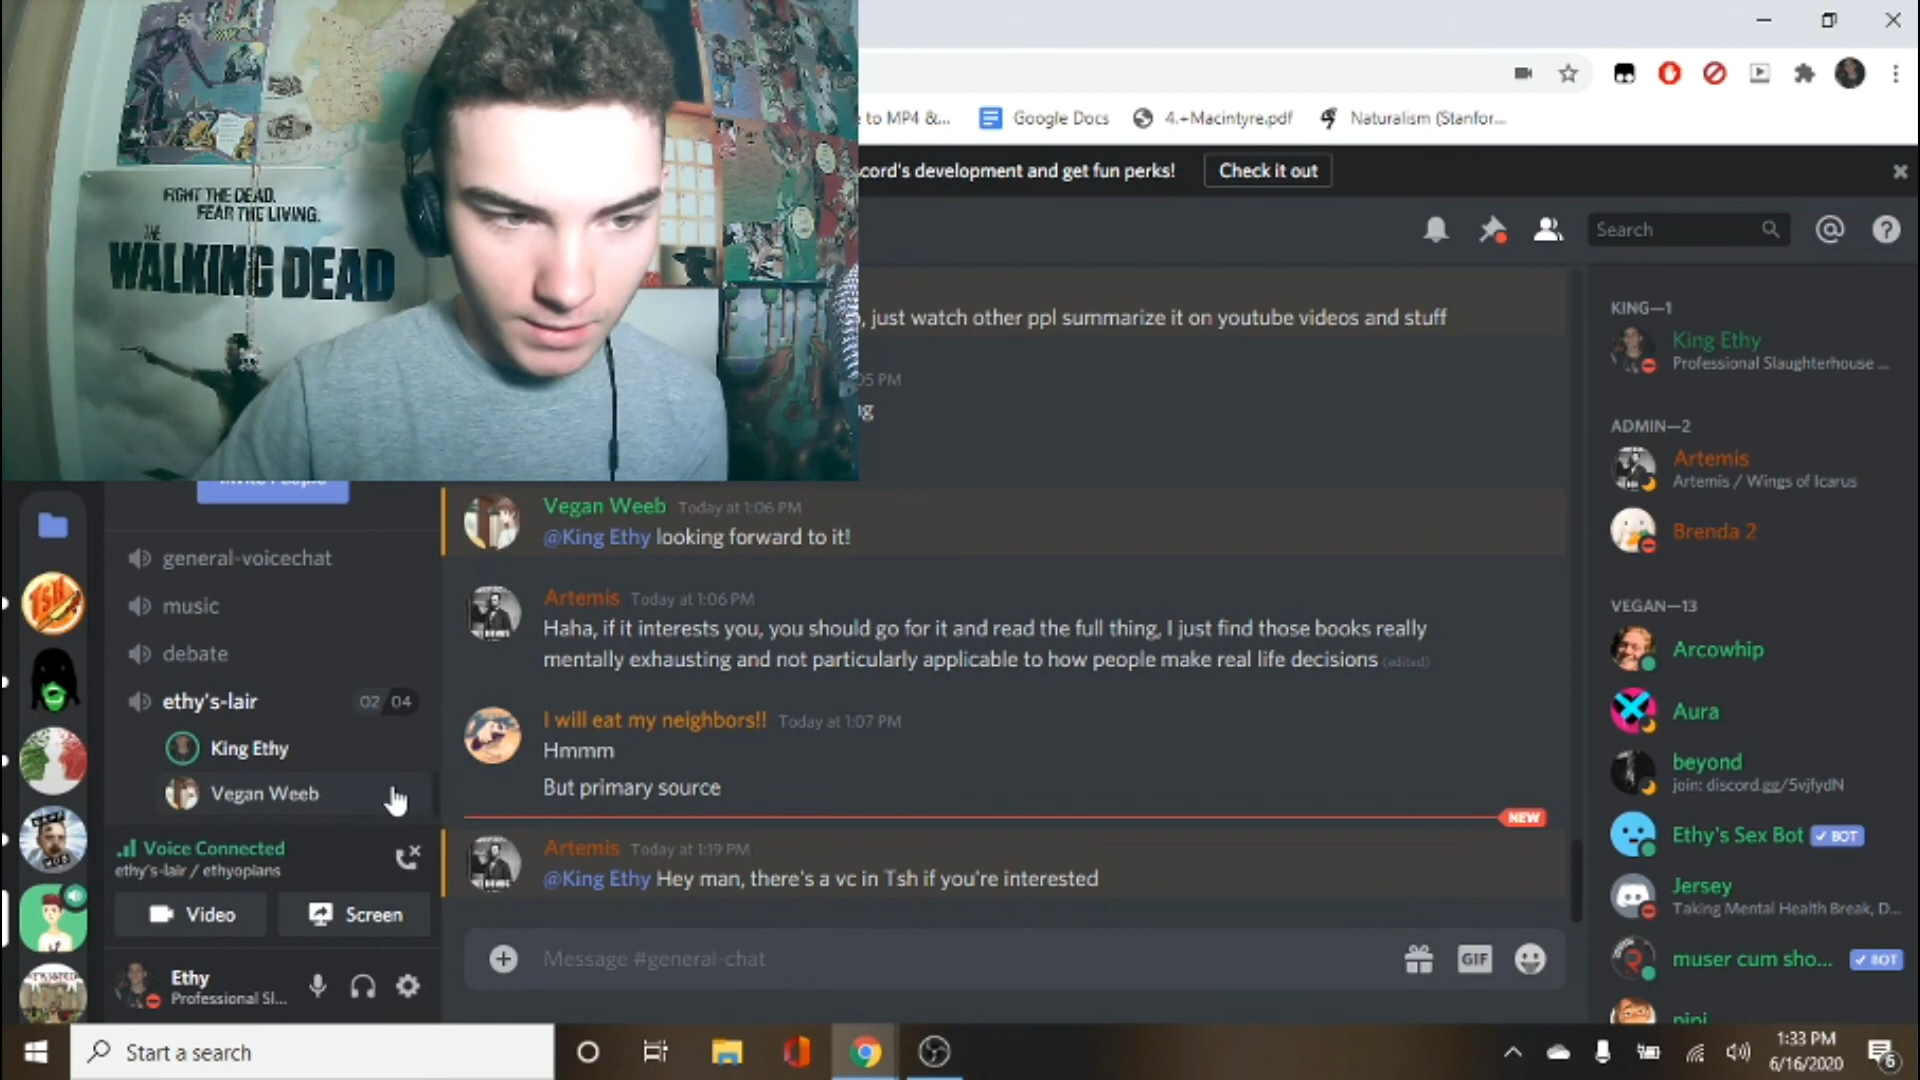 FIGHT THE DEAD.
FEAR THE LIVING.
THE
WALKING DEAD
e to MP4 &...
Google Docs
4.+Macintyre.pdf
Naturalism (Stanfor...
cord's development and get fun perks!
Check it out
Search
, just watch other ppl summarize it on youtube videos and stuff
05 PM
Invite People
general-voicechat
music
debate
ethy's-lair
02 04
King Ethy
Vegan Weeb
Voice Connected
ethy's-lair / ethyopians
Video
Screen
Ethy
Professional Sl...
Vegan Weeb Today at 1:06 PM
@King Ethy looking forward to it!
Artemis Today at 1:06 PM
Haha, if it interests you, you should go for it and read the full thing, I just find those books really
mentally exhausting and not particularly applicable to how people make real life decisions (edited)
I will eat my neighbors!! Today at 1:07 PM
Hmmm
But primary source
NEW
Artemis Today at 1:19 PM
@King Ethy Hey man, there's a vc in Tsh if you're interested
Message #general-chat
GIF
KING—1
King Ethy
Professional Slaughterhouse ...
ADMIN—2
Artemis
Artemis / Wings of Icarus
Brenda 2
VEGAN—13
Arcowhip
Aura
beyond
join: discord.gg/5vjfydN
Ethy's Sex Bot
BOT
Jersey
Taking Mental Health Break, D...
muser cum sho...
BOT
pipi
TSH
Start a search
1:33 PM
6/16/2020
6